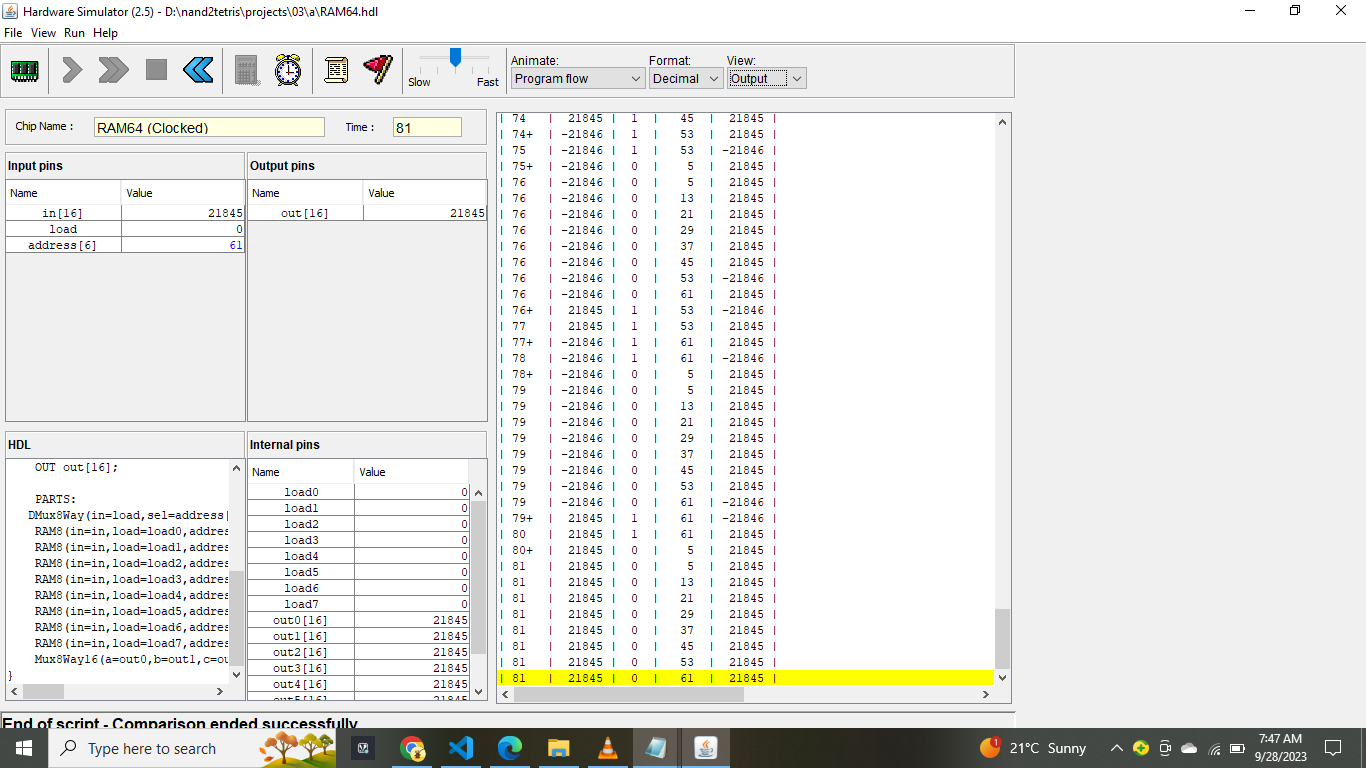 Hardware Simulator (2.5) - D:\nand2tetris\projects\03\a\RAM64.hdl
File View Run Help
Slow Fast
Animate: Format: View:
Program flow Decimal Output
Chip Name : RAM64 (Clocked) Time : 81
Input pins
Name Value
in[16] 21845
load 0
address[6] 61
Output pins
Name Value
out[16] 21845
HDL
OUT out[16];
PARTS:
DMux8Way(in=load,sel=address[
RAM8(in=in,load=load0,addres
RAM8(in=in,load=load1,addres
RAM8(in=in,load=load2,addres
RAM8(in=in,load=load3,addres
RAM8(in=in,load=load4,addres
RAM8(in=in,load=load5,addres
RAM8(in=in,load=load6,addres
RAM8(in=in,load=load7,addres
Mux8Way16(a=out0,b=out1,c=ou
}
Internal pins
Name Value
load0 0
load1 0
load2 0
load3 0
load4 0
load5 0
load6 0
load7 0
out0[16] 21845
out1[16] 21845
out2[16] 21845
out3[16] 21845
out4[16] 21845
out5[16] 21845
| 74 | 21845 | 1 | 45 | 21845 |
| 74+ | -21846 | 1 | 53 | 21845 |
| 75 | -21846 | 1 | 53 | -21846 |
| 75+ | -21846 | 0 | 5 | 21845 |
| 76 | -21846 | 0 | 5 | 21845 |
| 76 | -21846 | 0 | 13 | 21845 |
| 76 | -21846 | 0 | 21 | 21845 |
| 76 | -21846 | 0 | 29 | 21845 |
| 76 | -21846 | 0 | 37 | 21845 |
| 76 | -21846 | 0 | 45 | 21845 |
| 76 | -21846 | 0 | 53 | -21846 |
| 76 | -21846 | 0 | 61 | 21845 |
| 76+ | 21845 | 1 | 53 | -21846 |
| 77 | 21845 | 1 | 53 | 21845 |
| 77+ | -21846 | 1 | 61 | 21845 |
| 78 | -21846 | 1 | 61 | -21846 |
| 78+ | -21846 | 0 | 5 | 21845 |
| 79 | -21846 | 0 | 5 | 21845 |
| 79 | -21846 | 0 | 13 | 21845 |
| 79 | -21846 | 0 | 21 | 21845 |
| 79 | -21846 | 0 | 29 | 21845 |
| 79 | -21846 | 0 | 37 | 21845 |
| 79 | -21846 | 0 | 45 | 21845 |
| 79 | -21846 | 0 | 53 | 21845 |
| 79 | -21846 | 0 | 61 | -21846 |
| 79+ | 21845 | 1 | 61 | -21846 |
| 80 | 21845 | 1 | 61 | 21845 |
| 80+ | 21845 | 0 | 5 | 21845 |
| 81 | 21845 | 0 | 5 | 21845 |
| 81 | 21845 | 0 | 13 | 21845 |
| 81 | 21845 | 0 | 21 | 21845 |
| 81 | 21845 | 0 | 29 | 21845 |
| 81 | 21845 | 0 | 37 | 21845 |
| 81 | 21845 | 0 | 45 | 21845 |
| 81 | 21845 | 0 | 53 | 21845 |
| 81 | 21845 | 0 | 61 | 21845 |
End of script - Comparison ended successfully
Type here to search
1
21°C Sunny
7:47 AM
9/28/2023